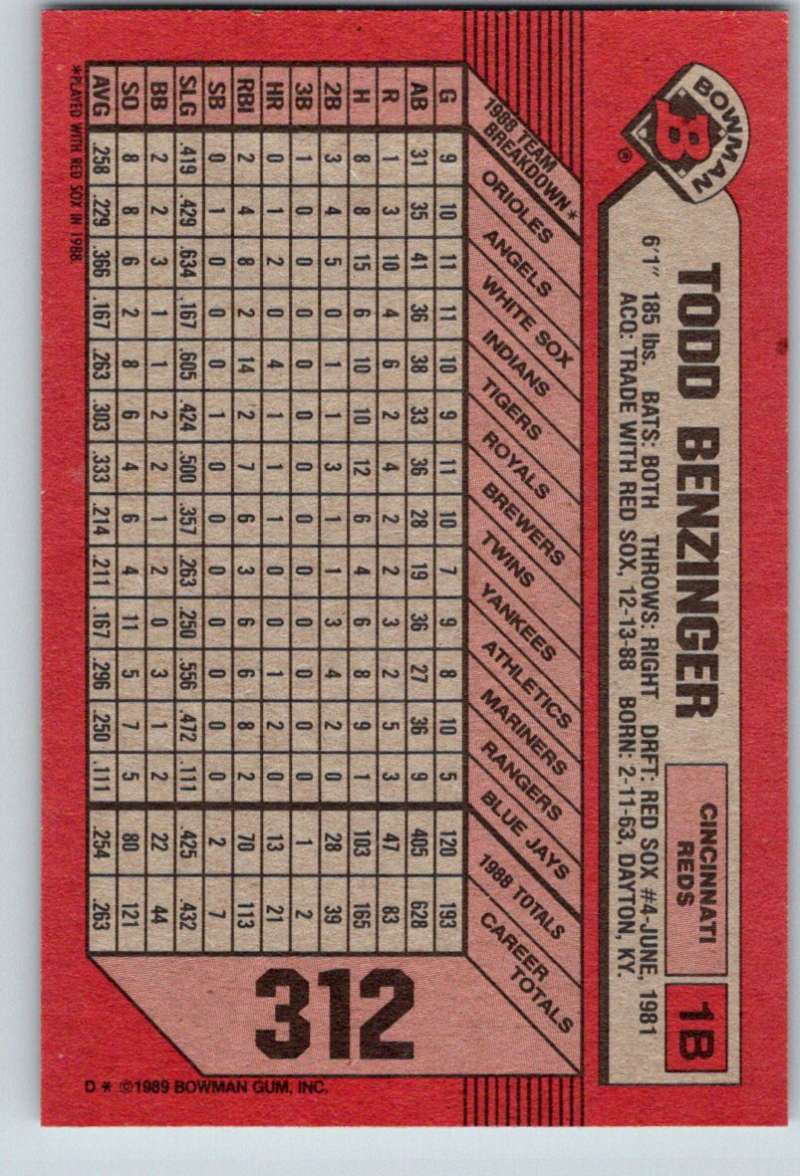 BOWMAN
B
®
TODD BENZINGER
CINCINNATI
REDS
1B
6'1" 185 lbs. BATS: BOTH THROWS: RIGHT DRFT: RED SOX #4-JUNE, 1981
ACQ: TRADE WITH RED SOX, 12-13-88 BORN: 2-11-63, DAYTON, KY.
1988 TEAM
BREAKDOWN*
ORIOLES
ANGELS
WHITE SOX
INDIANS
TIGERS
ROYALS
BREWERS
TWINS
YANKEES
ATHLETICS
MARINERS
RANGERS
BLUE JAYS
1988 TOTALS
CAREER
TOTALS
G 9 10 11 11 10 9 11 10 7 9 8 10 5 120 193
AB 31 35 41 36 38 33 36 28 19 36 27 36 9 405 628
R 1 3 10 4 6 2 4 2 2 3 2 5 3 47 83
H 8 8 15 6 10 10 12 6 4 6 8 9 1 103 165
2B 3 4 5 0 1 1 3 1 1 3 4 2 0 28 39
3B 1 0 0 0 0 0 0 0 0 0 0 0 0 1 2
HR 0 1 2 0 4 1 1 1 0 0 1 2 0 13 21
RBI 2 4 8 2 14 2 7 6 3 6 6 8 2 70 113
SB 0 1 0 0 0 1 0 0 0 0 0 0 0 2 7
SLG .419 .429 .634 .167 .605 .424 .500 .357 .263 .250 .556 .472 .111 .425 .432
BB 2 2 3 1 1 2 2 1 2 0 3 1 2 22 44
SO 8 8 6 2 8 6 4 6 4 11 5 7 5 80 121
AVG .258 .229 .366 .167 .263 .303 .333 .214 .211 .167 .296 .250 .111 .254 .263
*PLAYED WITH RED SOX IN 1988.
312
D * ©1989 BOWMAN GUM, INC.